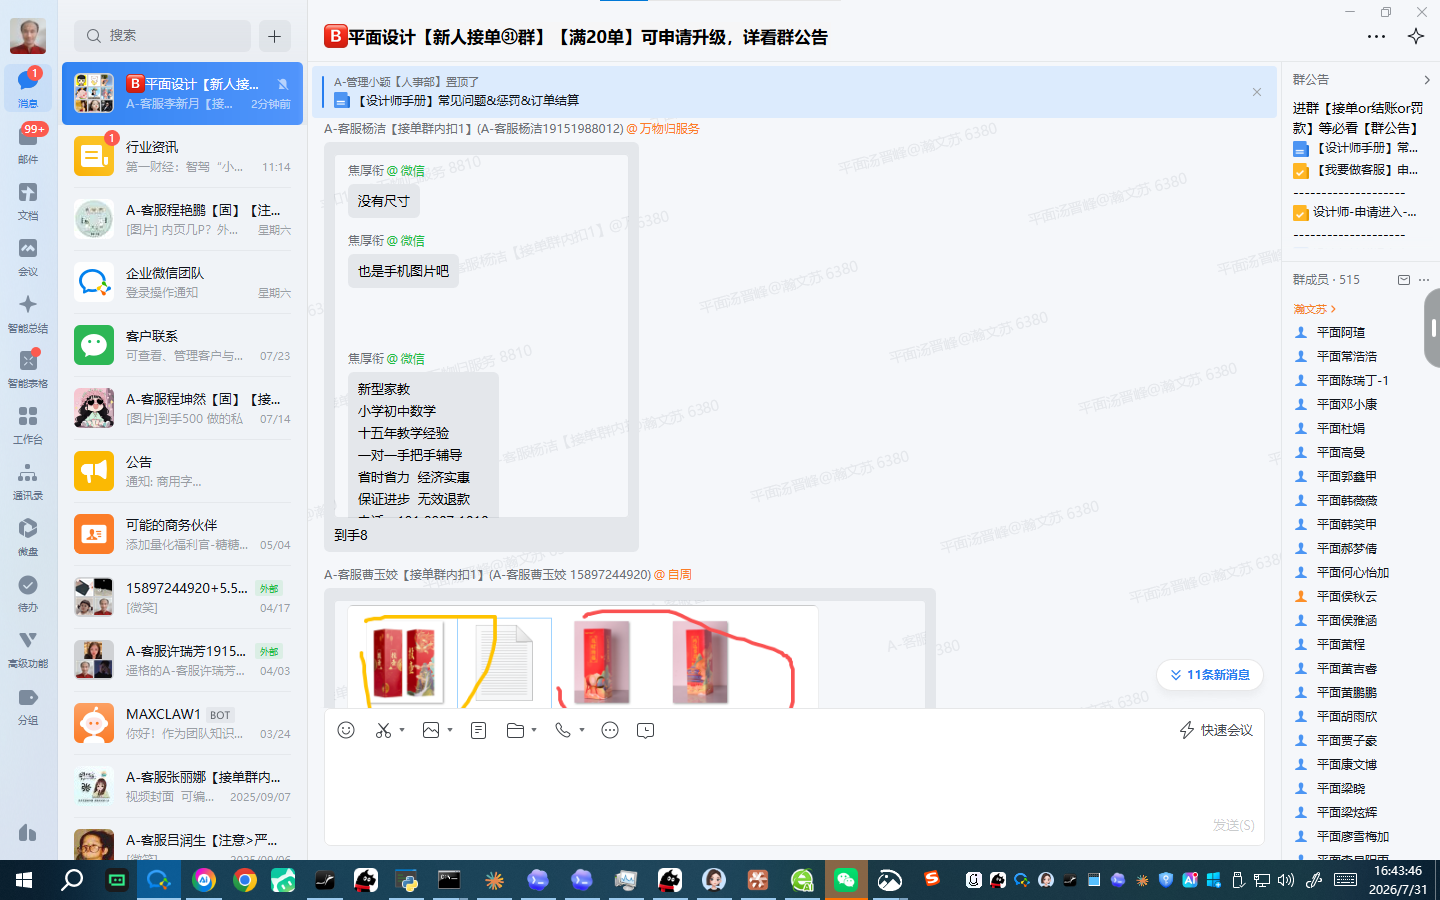 搜索
B平面设计【新人接单㉛群】【满20单】可申请升级，详看群公告
1
消息
99+
邮件
文档
会议
智能总结
智能表格
工作台
通讯录
微盘
待办
高级功能
分组
B平面设计【新人接...
A-客服李新月【接...
2分钟前
1
行业资讯
第一财经：智驾“小...
11:14
A-客服程艳鹏【固】【注...
[图片] 内页几P？外...
星期六
企业微信团队
登录操作通知
星期六
客户联系
可查看、管理客户与...
07/23
A-客服程坤然【固】【接...
[图片]到手500 做的私
07/14
公告
通知: 商用字...
可能的商务伙伴
添加量化福利官-糖糖...
05/04
15897244920+5.5...
外部
[微笑]
04/17
A-客服许瑞芳1915...
外部
遥格的A-客服许瑞芳...
04/03
MAXCLAW1
BOT
你好！作为团队知识...
03/24
A-客服张丽娜【接单群内...
视频封面 可编...
2025/09/07
A-客服吕润生【注意>严...
A-管理小颖【人事部】置顶了
【设计师手册】常见问题&惩罚&订单结算
A-客服杨洁【接单群内扣1】(A-客服杨洁19151988012)
@万物归服务
焦厚衔 @微信
没有尺寸
焦厚衔 @微信
也是手机图片吧
焦厚衔 @微信
新型家教
小学初中数学
十五年教学经验
一对一手把手辅导
省时省力 经济实惠
保证进步 无效退款
到手8
A-客服曹玉姣【接单群内扣1】(A-客服曹玉姣 15897244920)
@自周
11条新消息
快速会议
发送(S)
群公告
进群【接单or结账or罚
款】等必看【群公告】
【设计师手册】常...
【我要做客服】申...
--------------------
设计师-申请进入-...
--------------------
群成员 · 515
瀚文苏
平面阿瑄
平面常浩浩
平面陈瑞丁-1
平面邓小康
平面杜娟
平面高曼
平面郭鑫甲
平面韩薇薇
平面韩笑甲
平面郝梦倩
平面何心怡加
平面侯秋云
平面侯雅涵
平面黄程
平面黄吉睿
平面黄鹏鹏
平面胡雨欣
平面贾子豪
平面康文博
平面梁晓
平面梁炫辉
平面廖雪梅加
16:43:46
2026/7/31